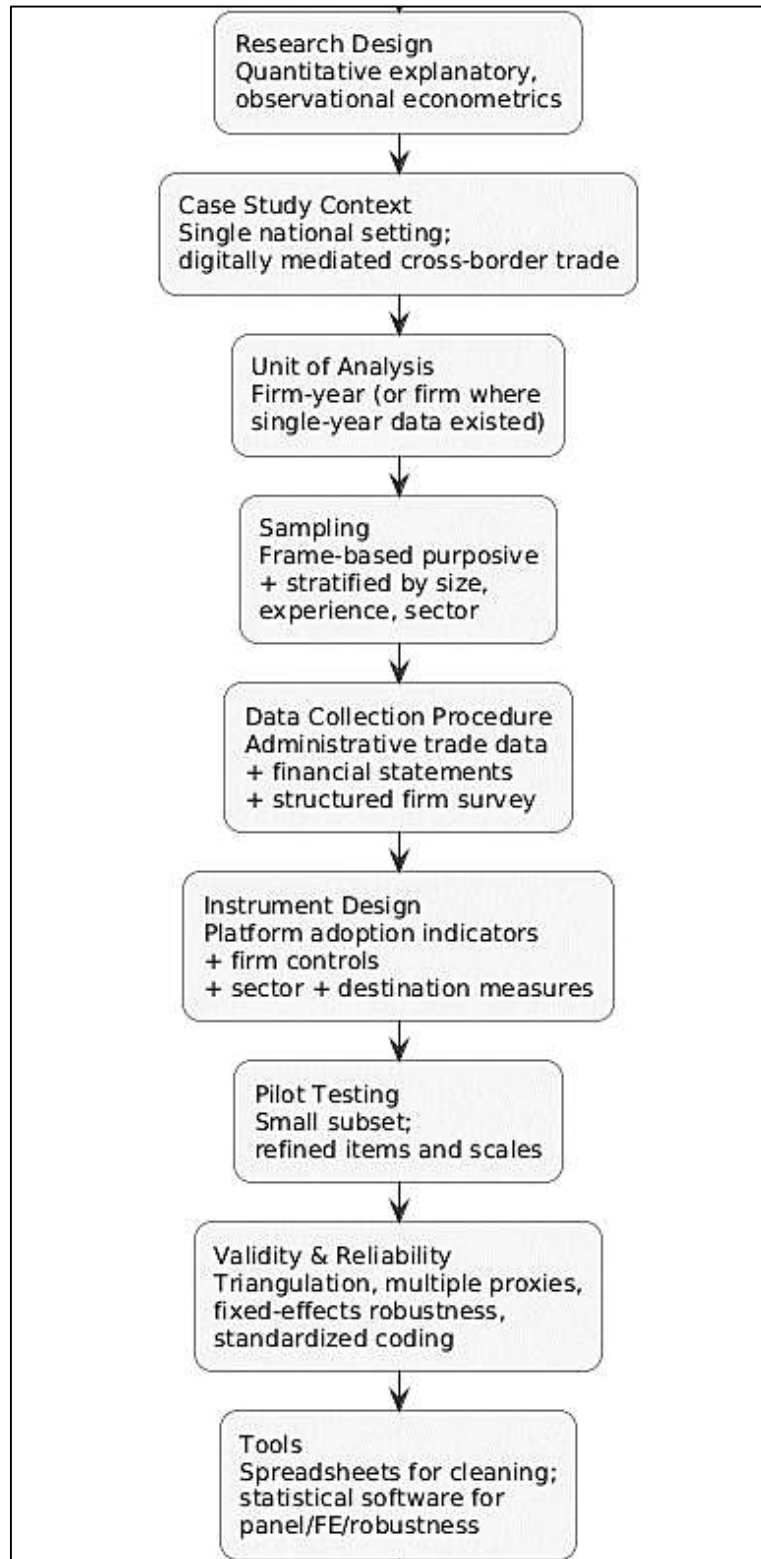 Research Design
Quantitative explanatory,
observational econometrics
Case Study Context
Single national setting;
digitally mediated cross-border trade
Unit of Analysis
Firm-year (or firm where
single-year data existed)
Sampling
Frame-based purposive
+ stratified by size,
experience, sector
Data Collection Procedure
Administrative trade data
+ financial statements
+ structured firm survey
Instrument Design
Platform adoption indicators
+ firm controls
+ sector + destination measures
Pilot Testing
Small subset;
refined items and scales
Validity & Reliability
Triangulation, multiple proxies,
fixed-effects robustness,
standardized coding
Tools
Spreadsheets for cleaning;
statistical software for
panel/FE/robustness